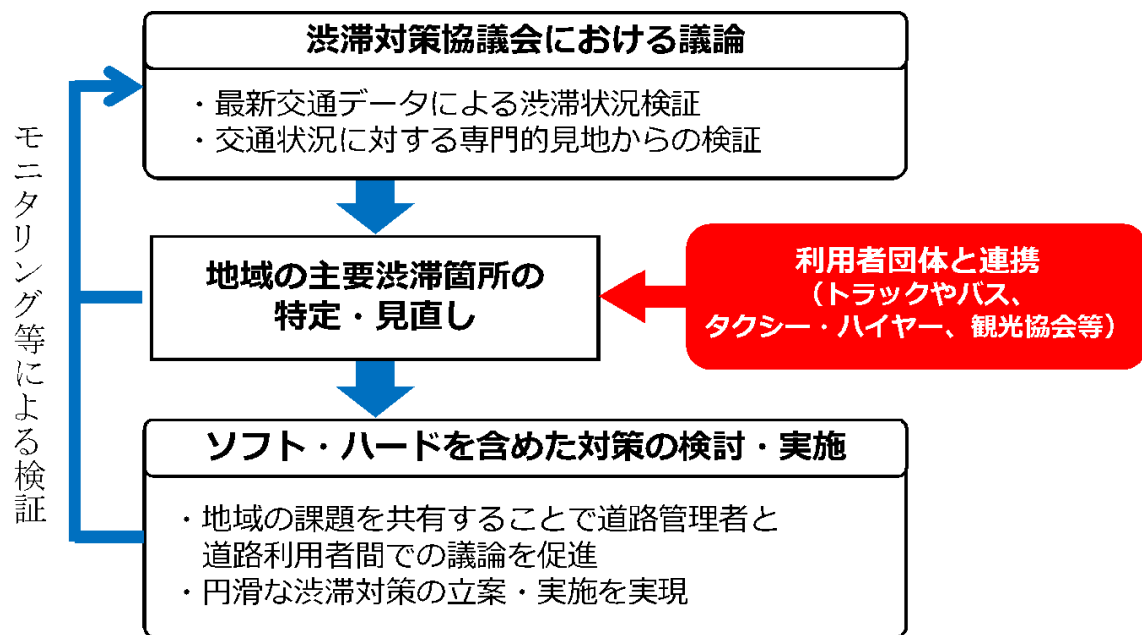 渋滞対策協議会における議論
・最新交通データによる渋滞状況検証
・交通状況に対する専門的見地からの検証
モニタリング等による検証
地域の主要渋滞箇所の
特定・見直し
利用者団体と連携
（トラックやバス、
タクシー・ハイヤー、観光協会等）
ソフト・ハードを含めた対策の検討・実施
・地域の課題を共有することで道路管理者と
道路利用者間での議論を促進
・円滑な渋滞対策の立案・実施を実現